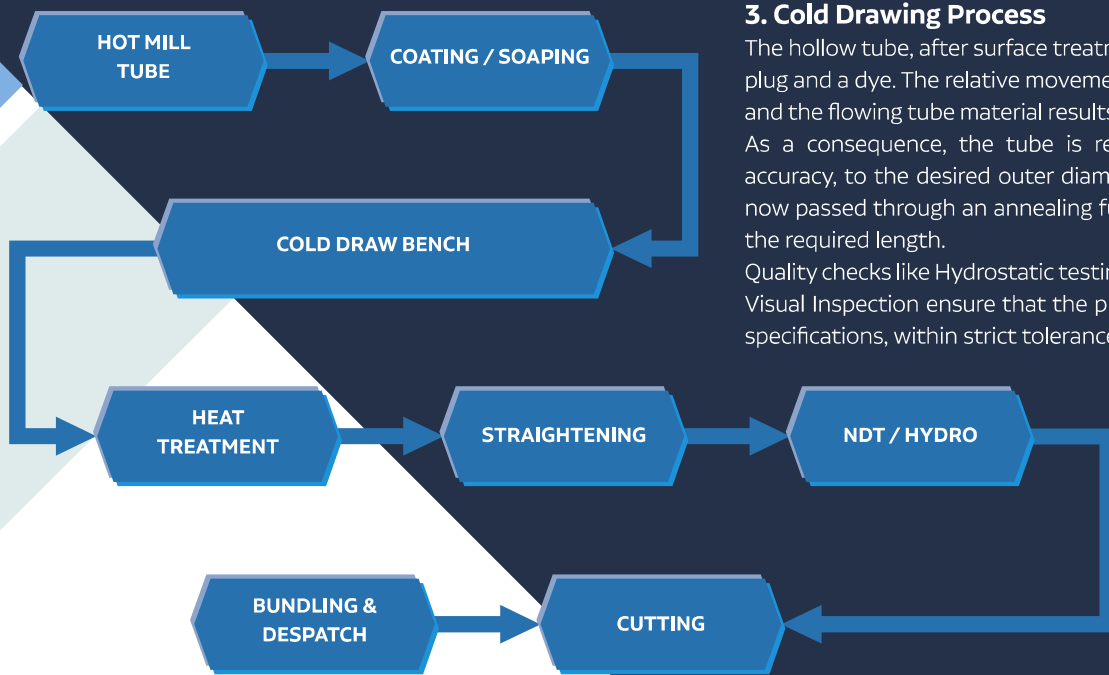 HOT MILL
TUBE
COATING / SOAPING
3. Cold Drawing Process
The hollow tube, after surface
plug and a dye. The relative
and the flowing tube material results
As a consequence, the tube is
accuracy, to the desired outer
now passed through an annealing
the required length.
Quality checks like Hydrostatic
Visual Inspection ensure that the
specifications, within strict
COLD DRAW BENCH
HEAT
TREATMENT
STRAIGHTENING
NDT / HYDRO
BUNDLING &
DESPATCH
CUTTING